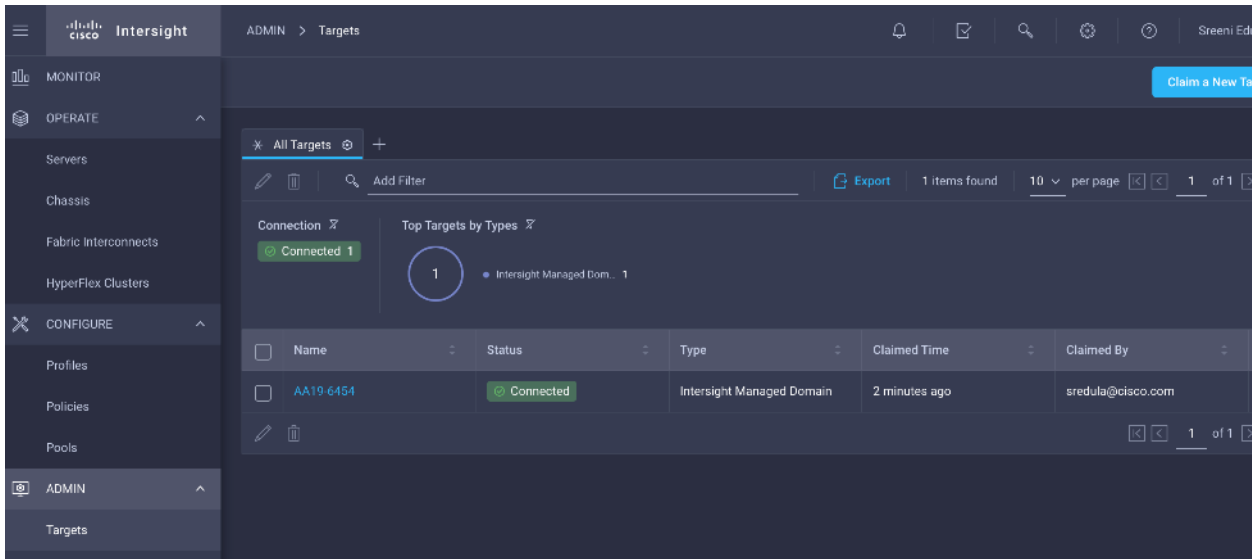 cisco Intersight
ADMIN > Targets
Sreeni Edu
MONITOR
Claim a New Ta
OPERATE
Servers
Chassis
Fabric Interconnects
HyperFlex Clusters
CONFIGURE
Profiles
Policies
Pools
ADMIN
Targets
All Targets
Add Filter
Export
1 items found
10 per page
1 of 1
Connection
Connected 1
Top Targets by Types
1
Intersight Managed Dom... 1
Name Status Type Claimed Time Claimed By
AA19-6454 Connected Intersight Managed Domain 2 minutes ago sredula@cisco.com
1 of 1